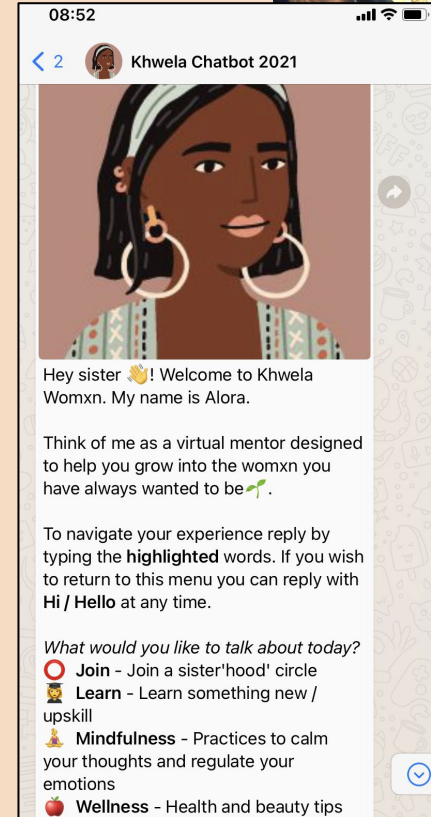 08:52
2 Khwela Chatbot 2021
Hey sister 👋! Welcome to Khwela
Womxn. My name is Alora.
Think of me as a virtual mentor designed
to help you grow into the womxn you
have always wanted to be🌱.
To navigate your experience reply by
typing the highlighted words. If you wish
to return to this menu you can reply with
Hi / Hello at any time.
What would you like to talk about today?
⭕ Join - Join a sister'hood' circle
👩‍🎓 Learn - Learn something new /
upskill
🧘‍♀️ Mindfulness - Practices to calm
your thoughts and regulate your
emotions
🍎 Wellness - Health and beauty tips